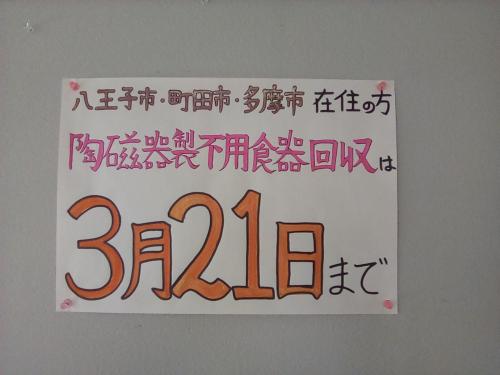 八王子市・町田市・多摩市 在住の方
陶磁器製不用食器回収は
3月21日まで